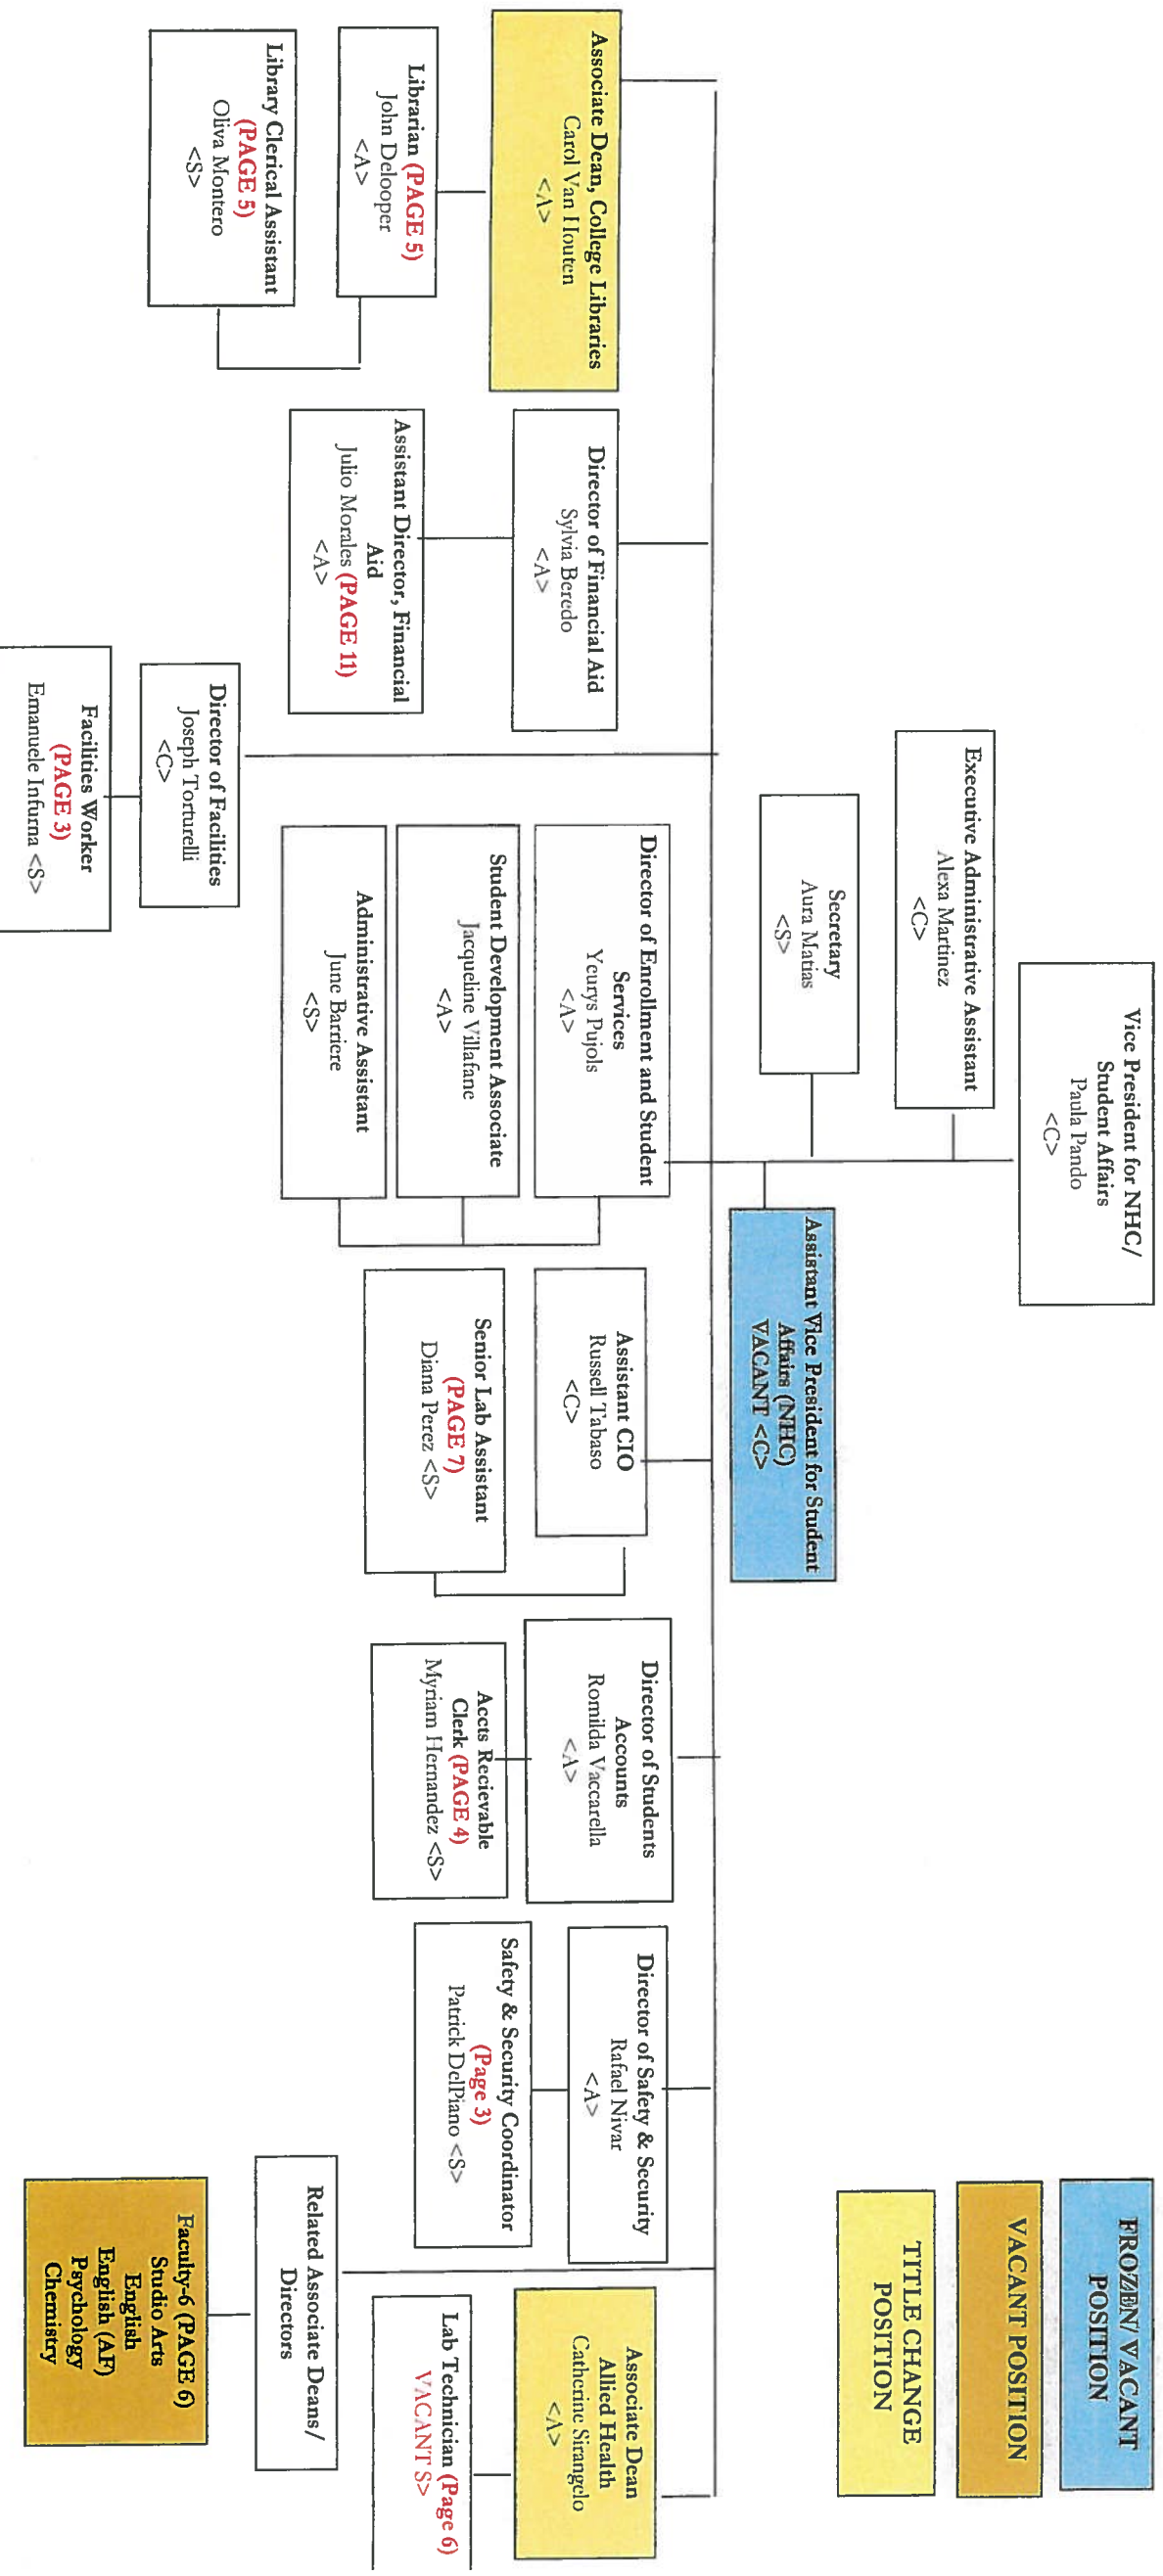 Vice President for NHC/
Student Affairs
Paula Pando
<C>
FROZEN/ VACANT
POSITION
VACANT POSITION
TITLE CHANGE
POSITION
Executive Administrative Assistant
Alexa Martinez
<C>
Secretary
Aura Matias
<S>
Assistant Vice President for Student
Affairs (NHC)
VACANT <C>
Associate Dean, College Libraries
Carol Van Houten
<A>
Librarian (PAGE 5)
John Delooper
<A>
Library Clerical Assistant
(PAGE 5)
Oliva Montero
<S>
Director of Financial Aid
Sylvia Beredo
<A>
Assistant Director, Financial
Aid
Julio Morales (PAGE 11)
<A>
Director of Facilities
Joseph Torturelli
<C>
Facilities Worker
(PAGE 3)
Emanuele Infurna <S>
Director of Enrollment and Student
Services
Yeurys Pujols
<A>
Student Development Associate
Jacqueline Villafane
<A>
Administrative Assistant
June Barriere
<S>
Assistant CIO
Russell Tabaso
<C>
Senior Lab Assistant
(PAGE 7)
Diana Perez <S>
Director of Students
Accounts
Romilda Vaccarella
<A>
Accts Recievable
Clerk (PAGE 4)
Myriam Hernandez <S>
Director of Safety & Security
Rafael Nivar
<A>
Safety & Security Coordinator
(Page 3)
Patrick DelPiano <S>
Related Associate Deans/
Directors
Faculty-6 (PAGE 6)
Studio Arts
English
English (AF)
Psychology
Chemistry
Associate Dean
Allied Health
Catherine Sirangelo
<A>
Lab Technician (Page 6)
VACANT S>